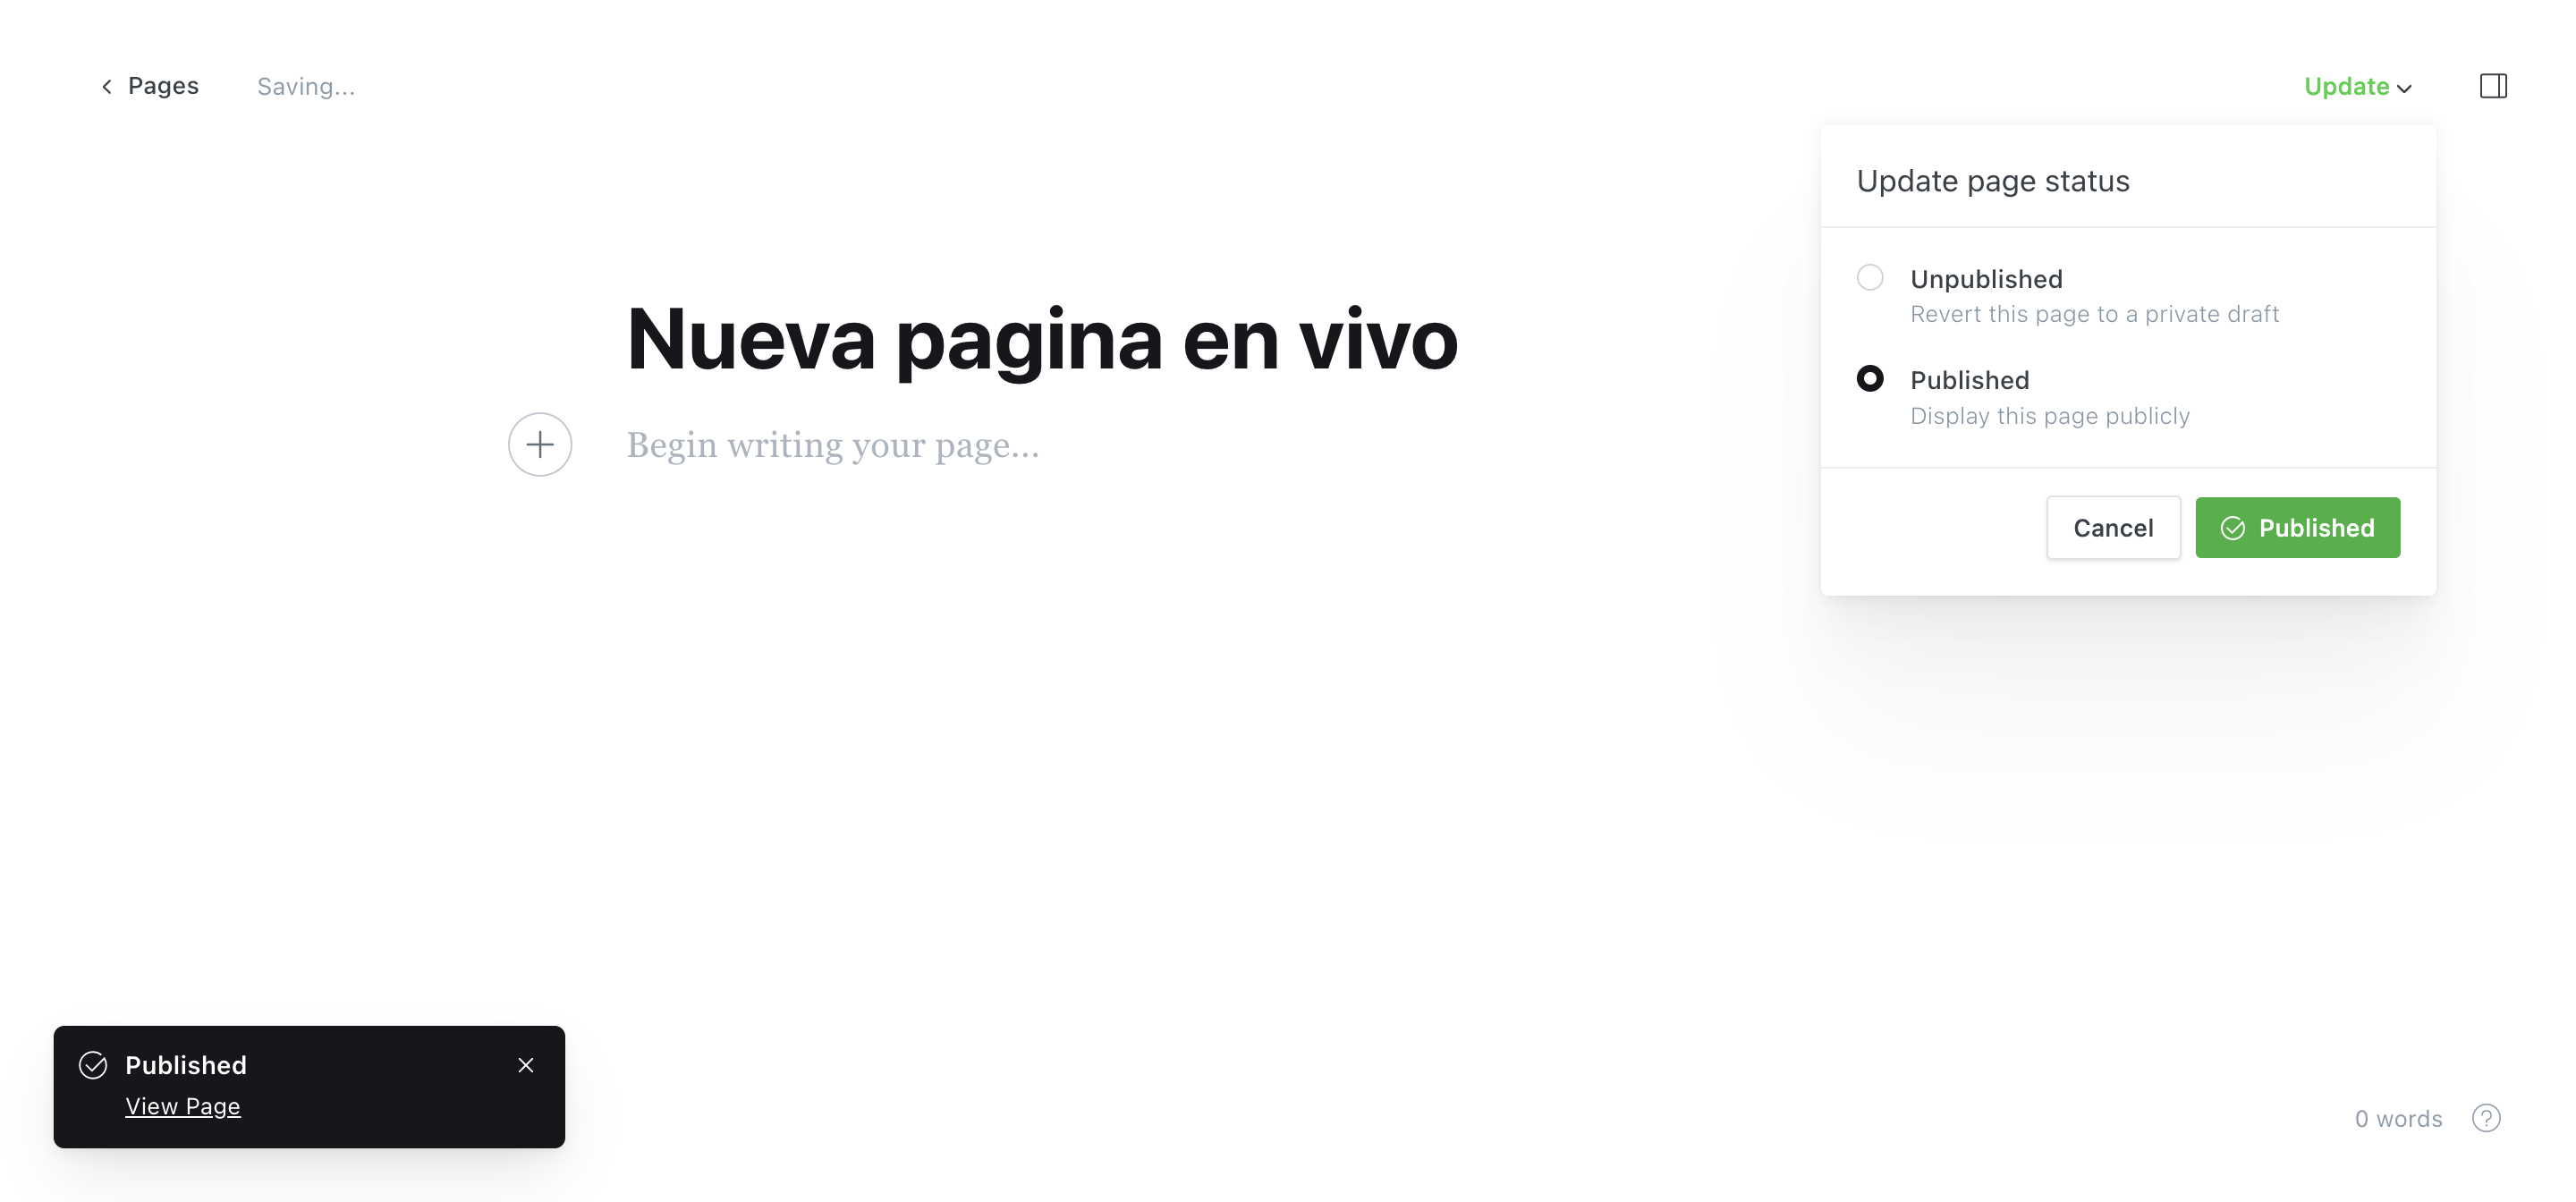 Pages
Saving...
Update
Update page status
Unpublished
Revert this page to a private draft
Published
Display this page publicly
Cancel
Published
Nueva pagina en vivo
Begin writing your page...
Published
View Page
0 words
?